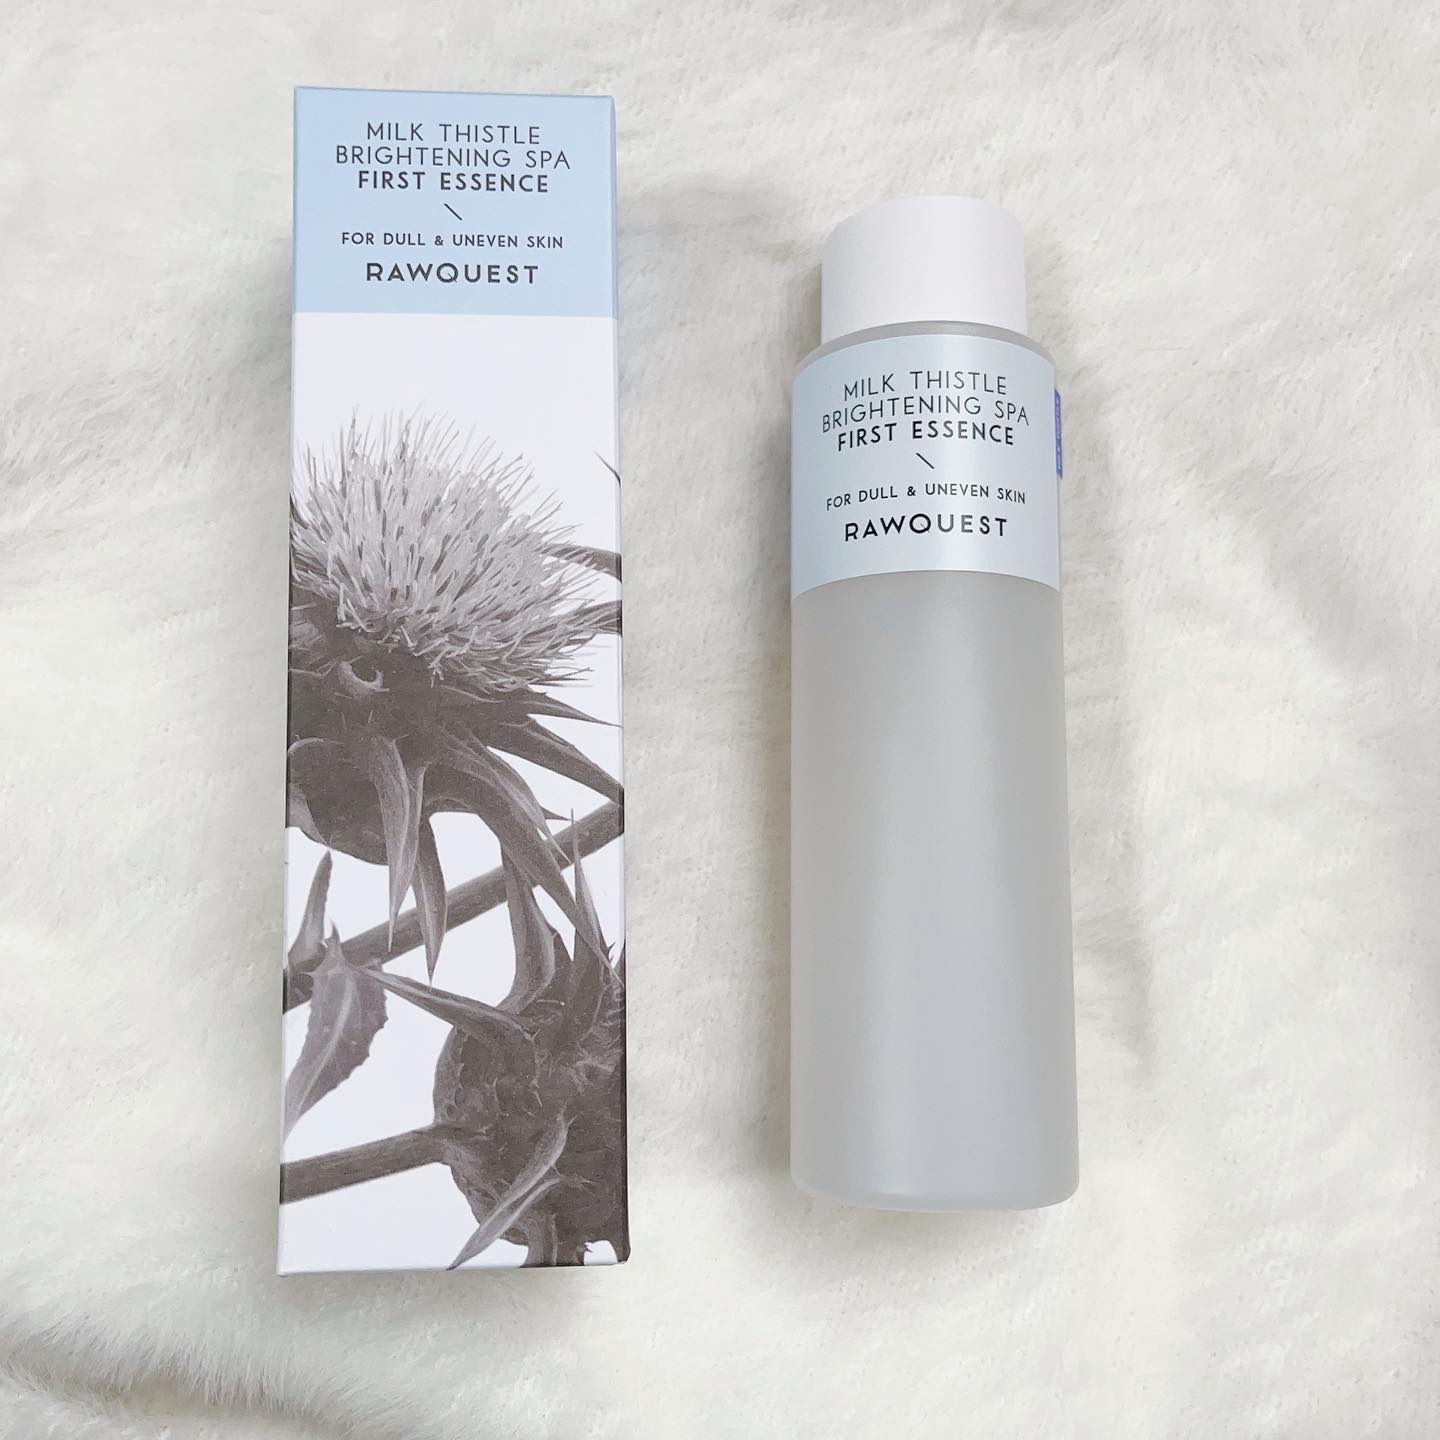 MILK THISTLE
BRIGHTENING SPA
FIRST ESSENCE
\
FOR DULL & UNEVEN SKIN
RAWQUEST
MILK THISTLE
BRIGHTENING SPA
FIRST ESSENCE
\
FOR DULL & UNEVEN SKIN
RAWQUEST